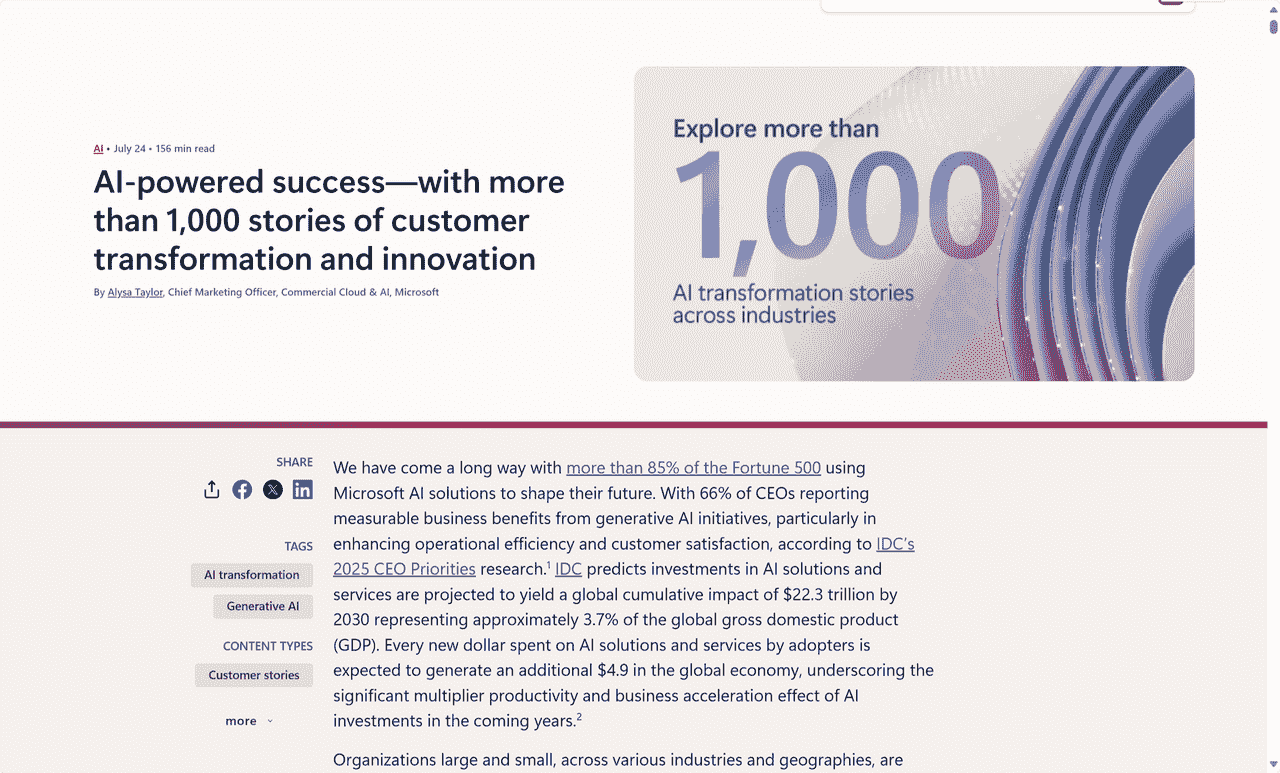 AI • July 24 • 156 min read
AI-powered success—with more
than 1,000 stories of customer
transformation and innovation
By Alysa Taylor, Chief Marketing Officer, Commercial Cloud & AI, Microsoft
Explore more than
1,000
AI transformation stories
across industries
SHARE
TAGS
AI transformation
Generative AI
CONTENT TYPES
Customer stories
more
We have come a long way with more than 85% of the Fortune 500 using
Microsoft AI solutions to shape their future. With 66% of CEOs reporting
measurable business benefits from generative AI initiatives, particularly in
enhancing operational efficiency and customer satisfaction, according to IDC’s
2025 CEO Priorities research.¹ IDC predicts investments in AI solutions and
services are projected to yield a global cumulative impact of $22.3 trillion by
2030 representing approximately 3.7% of the global gross domestic product
(GDP). Every new dollar spent on AI solutions and services by adopters is
expected to generate an additional $4.9 in the global economy, underscoring the
significant multiplier productivity and business acceleration effect of AI
investments in the coming years.²
Organizations large and small, across various industries and geographies, are